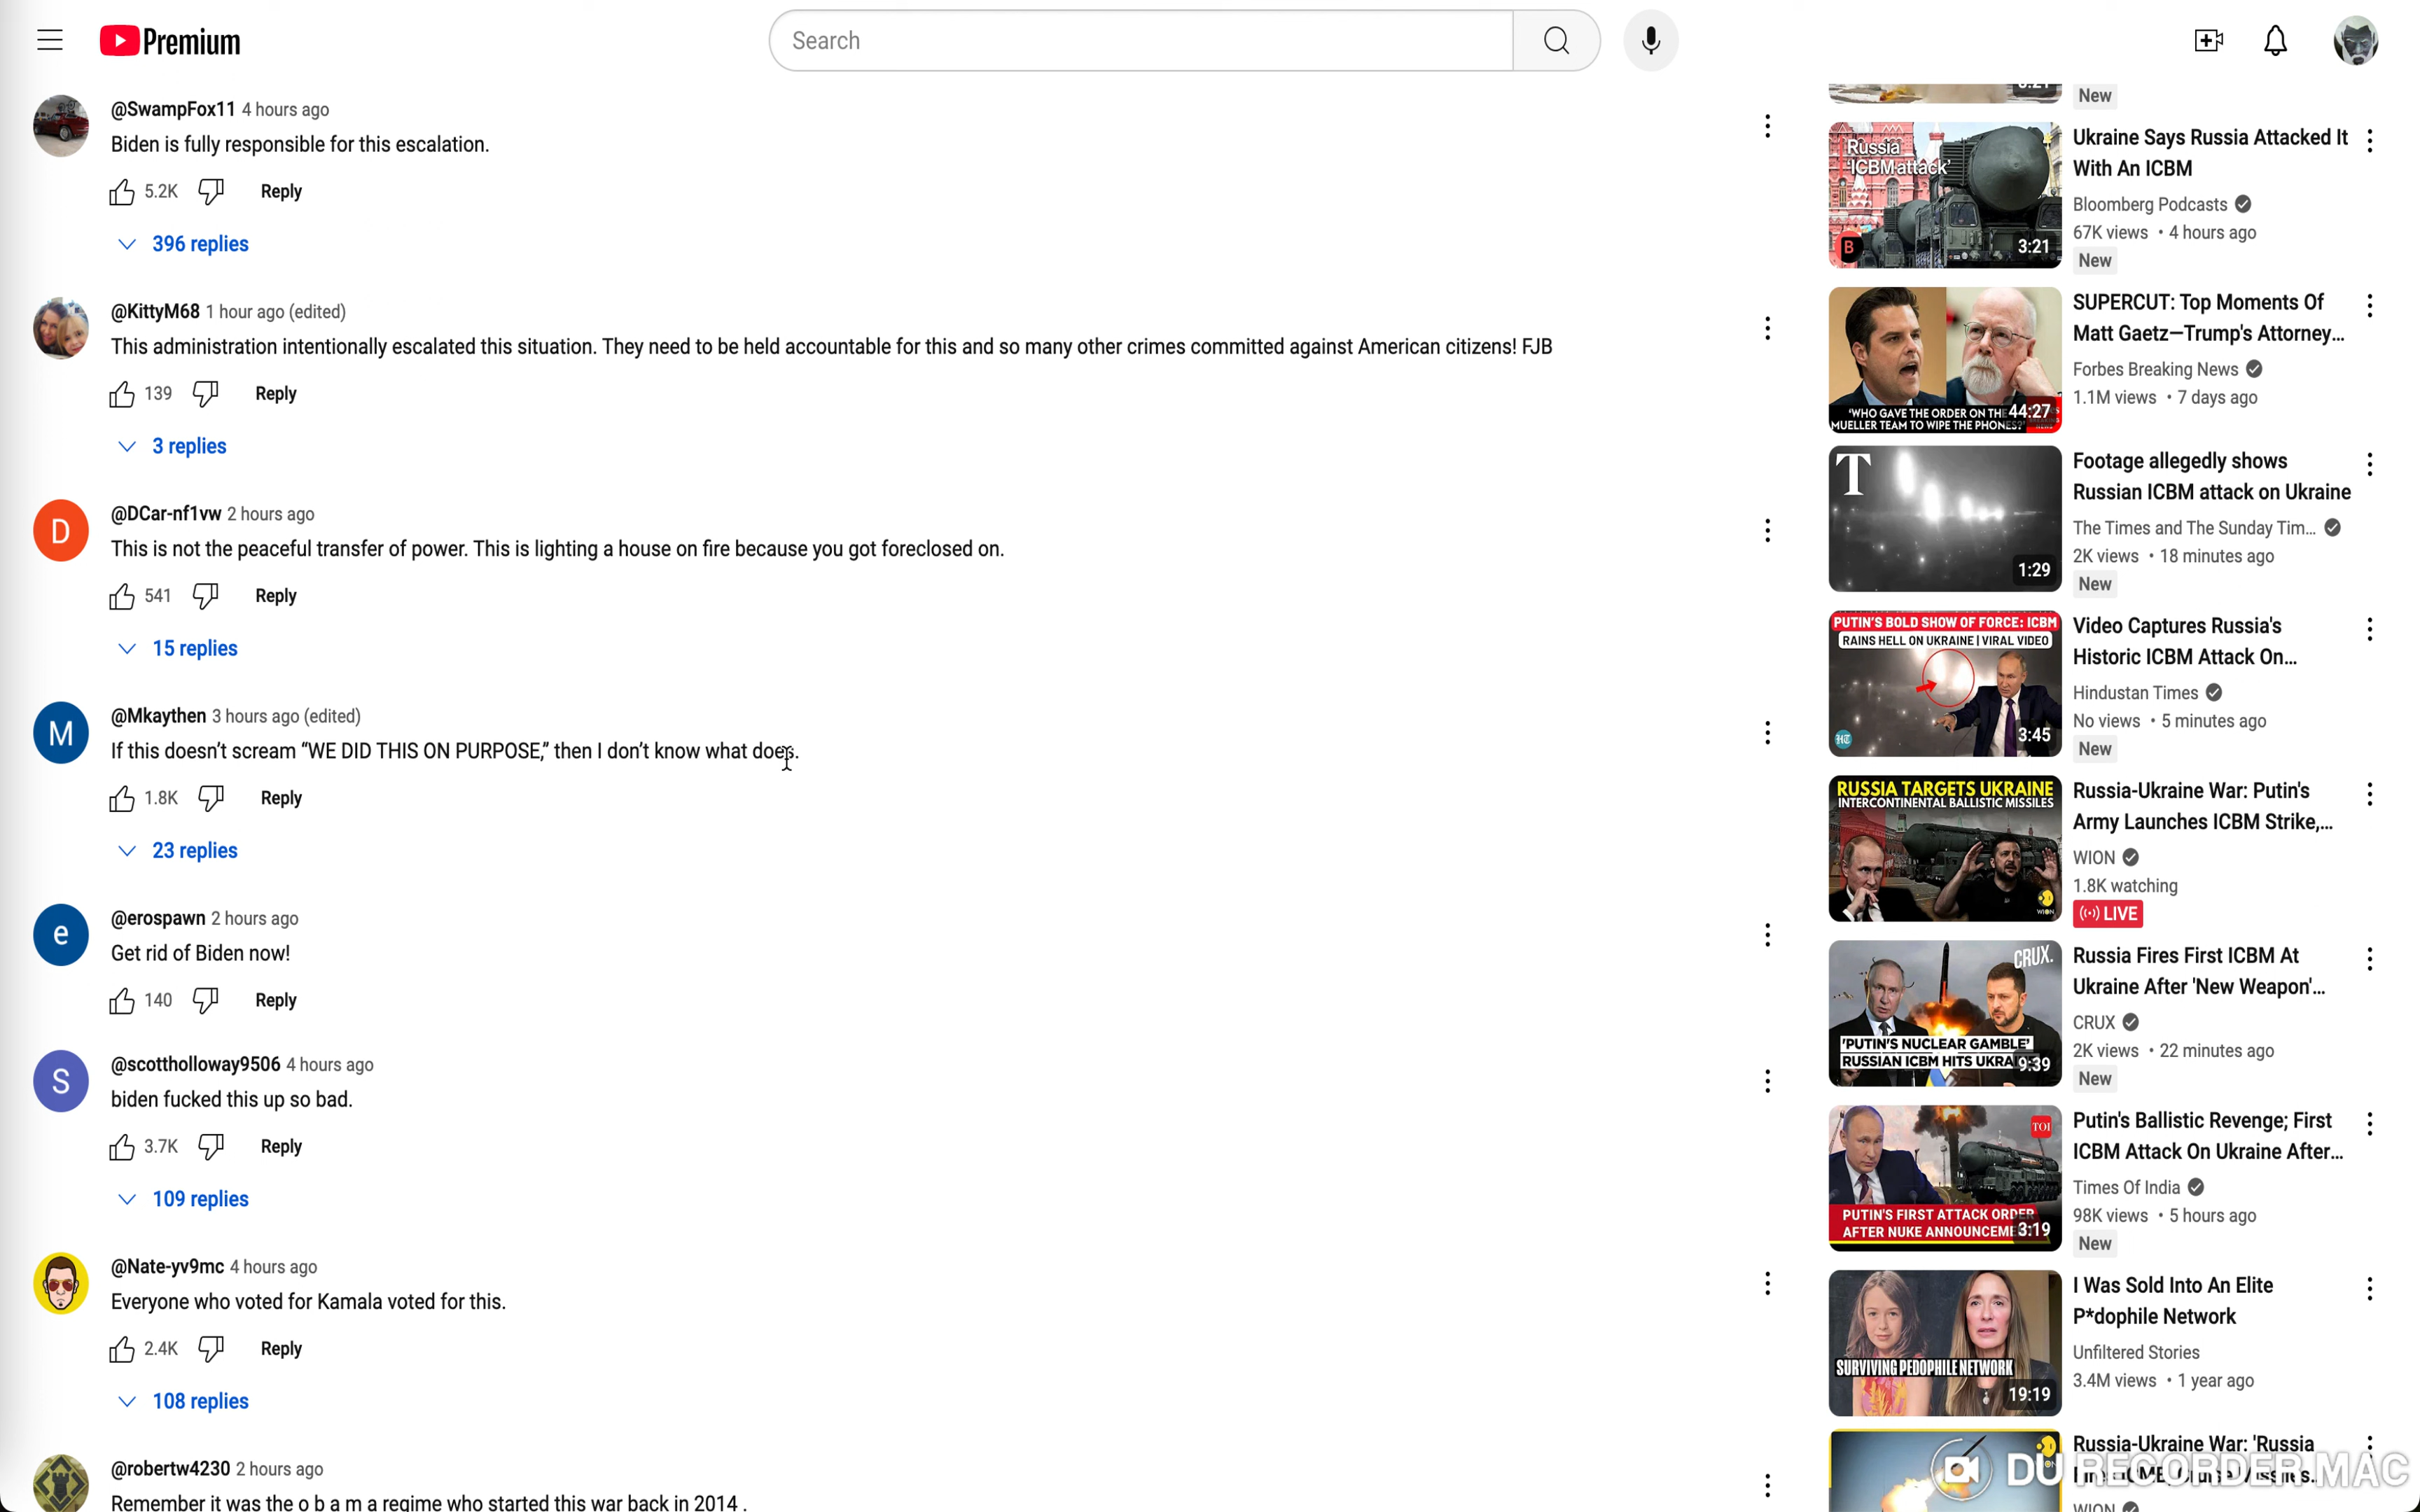 Premium
Search
@SwampFox11 4 hours ago
Biden is fully responsible for this escalation.
5.2K
Reply
396 replies
@KittyM68 1 hour ago (edited)
This administration intentionally escalated this situation. They need to be held accountable for this and so many other crimes committed against American citizens! FJB
139
Reply
3 replies
D
@DCar-nf1vw 2 hours ago
This is not the peaceful transfer of power. This is lighting a house on fire because you got foreclosed on.
541
Reply
15 replies
M
@Mkaythen 3 hours ago (edited)
If this doesn’t scream “WE DID THIS ON PURPOSE,” then I don’t know what does.
1.8K
Reply
23 replies
e
@erospawn 2 hours ago
Get rid of Biden now!
140
Reply
S
@scottholloway9506 4 hours ago
biden fucked this up so bad.
3.7K
Reply
109 replies
@Nate-yv9mc 4 hours ago
Everyone who voted for Kamala voted for this.
2.4K
Reply
108 replies
@robertw4230 2 hours ago
Remember it was the o b a m a regime who started this war back in 2014 .
New
Russia
'ICBM attack'
B
3:21
Ukraine Says Russia Attacked It
With An ICBM
Bloomberg Podcasts
67K views • 4 hours ago
New
'WHO GAVE THE ORDER ON THE
MUELLER TEAM TO WIPE THE PHONES?'
44:27
SUPERCUT: Top Moments Of
Matt Gaetz—Trump's Attorney...
Forbes Breaking News
1.1M views • 7 days ago
T
1:29
Footage allegedly shows
Russian ICBM attack on Ukraine
The Times and The Sunday Tim...
2K views • 18 minutes ago
New
PUTIN'S BOLD SHOW OF FORCE: ICBM
RAINS HELL ON UKRAINE | VIRAL VIDEO
HT
3:45
Video Captures Russia's
Historic ICBM Attack On...
Hindustan Times
No views • 5 minutes ago
New
RUSSIA TARGETS UKRAINE
INTERCONTINENTAL BALLISTIC MISSILES
WION
Russia-Ukraine War: Putin's
Army Launches ICBM Strike,...
WION
1.8K watching
LIVE
CRUX.
'PUTIN'S NUCLEAR GAMBLE'
RUSSIAN ICBM HITS
9:39
Russia Fires First ICBM At
Ukraine After 'New Weapon'...
CRUX
2K views • 22 minutes ago
New
TOI
PUTIN'S FIRST ATTACK ORDER
AFTER NUKE
3:19
Putin's Ballistic Revenge; First
ICBM Attack On Ukraine After...
Times Of India
98K views • 5 hours ago
New
SURVIVING PEDOPHILE NETWORK
19:19
I Was Sold Into An Elite
P*dophile Network
Unfiltered Stories
3.4M views • 1 year ago
Russia-Ukraine War: 'Russia
WION
DU RECORDER.MAC